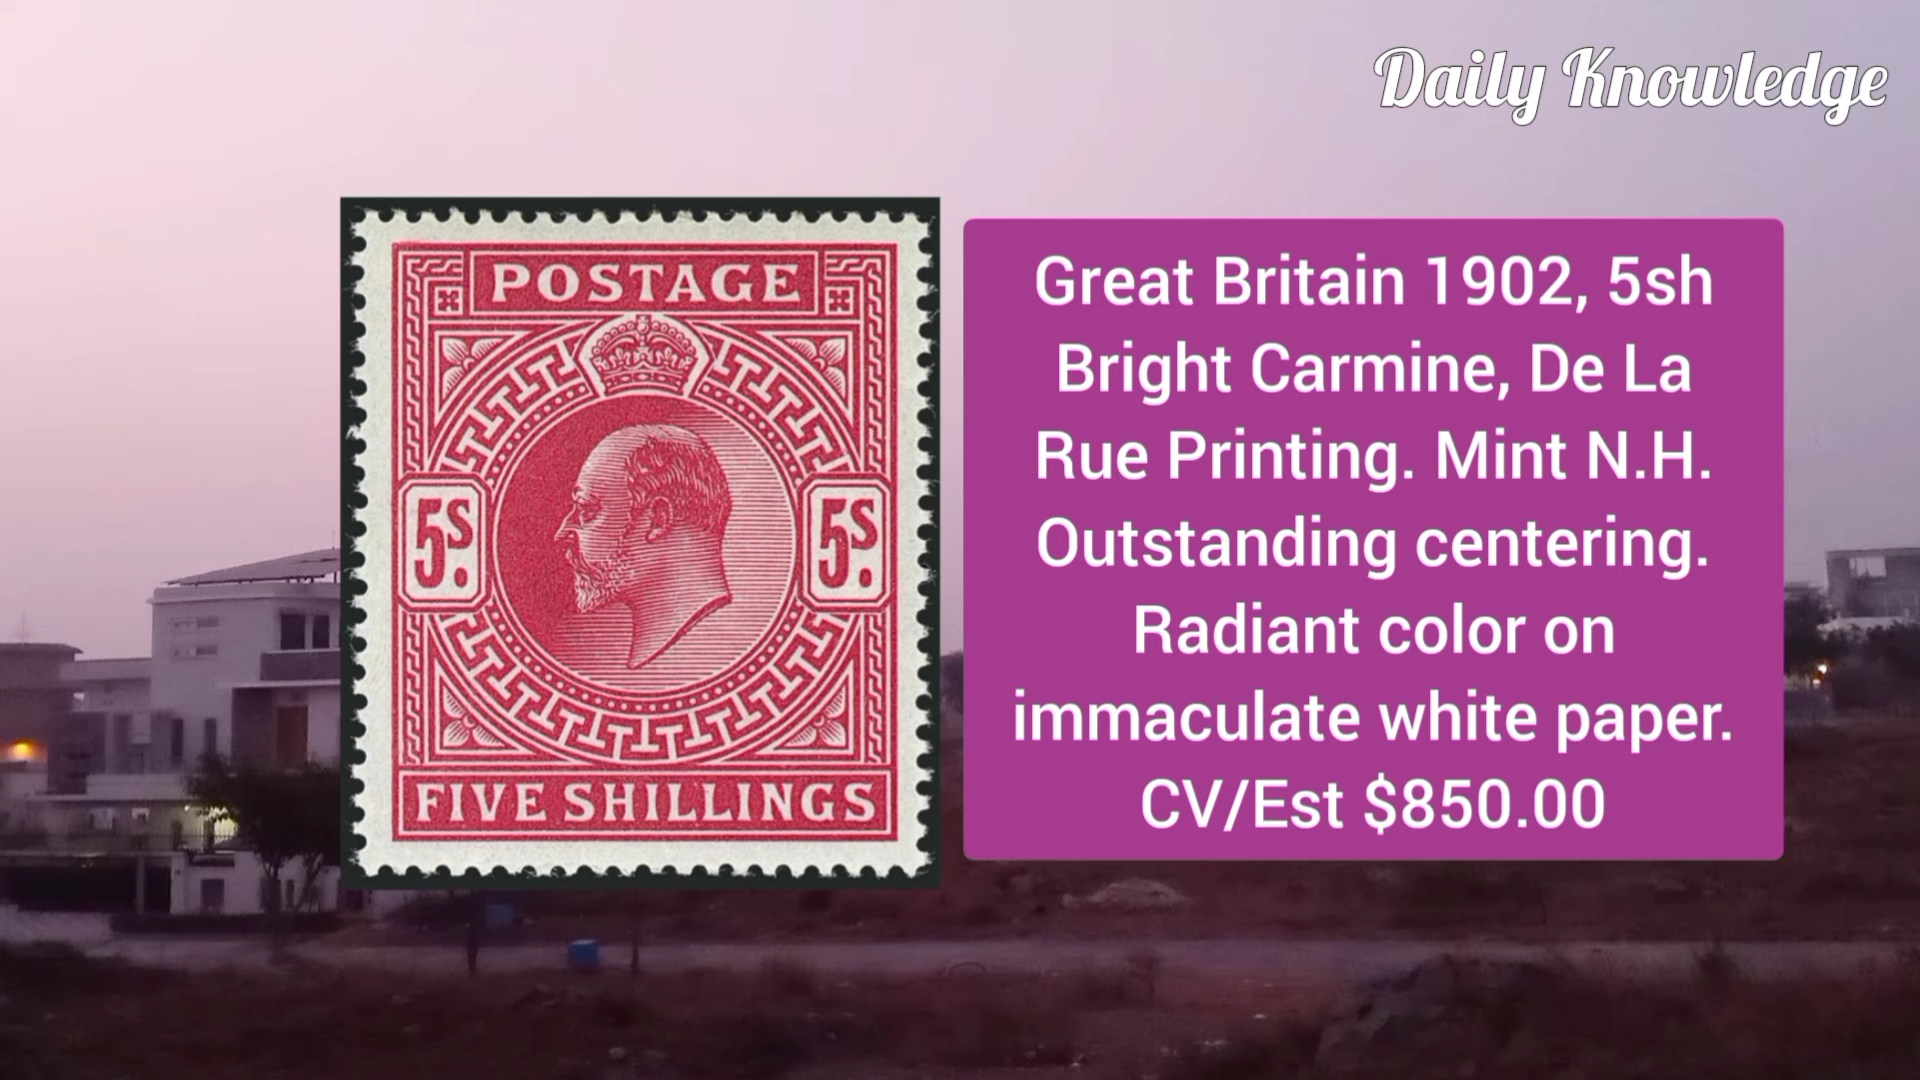 Daily Knowledge
POSTAGE
5s.
5s.
FIVE SHILLINGS
Great Britain 1902, 5sh
Bright Carmine, De La
Rue Printing. Mint N.H.
Outstanding centering.
Radiant color on
immaculate white paper.
CV/Est $850.00